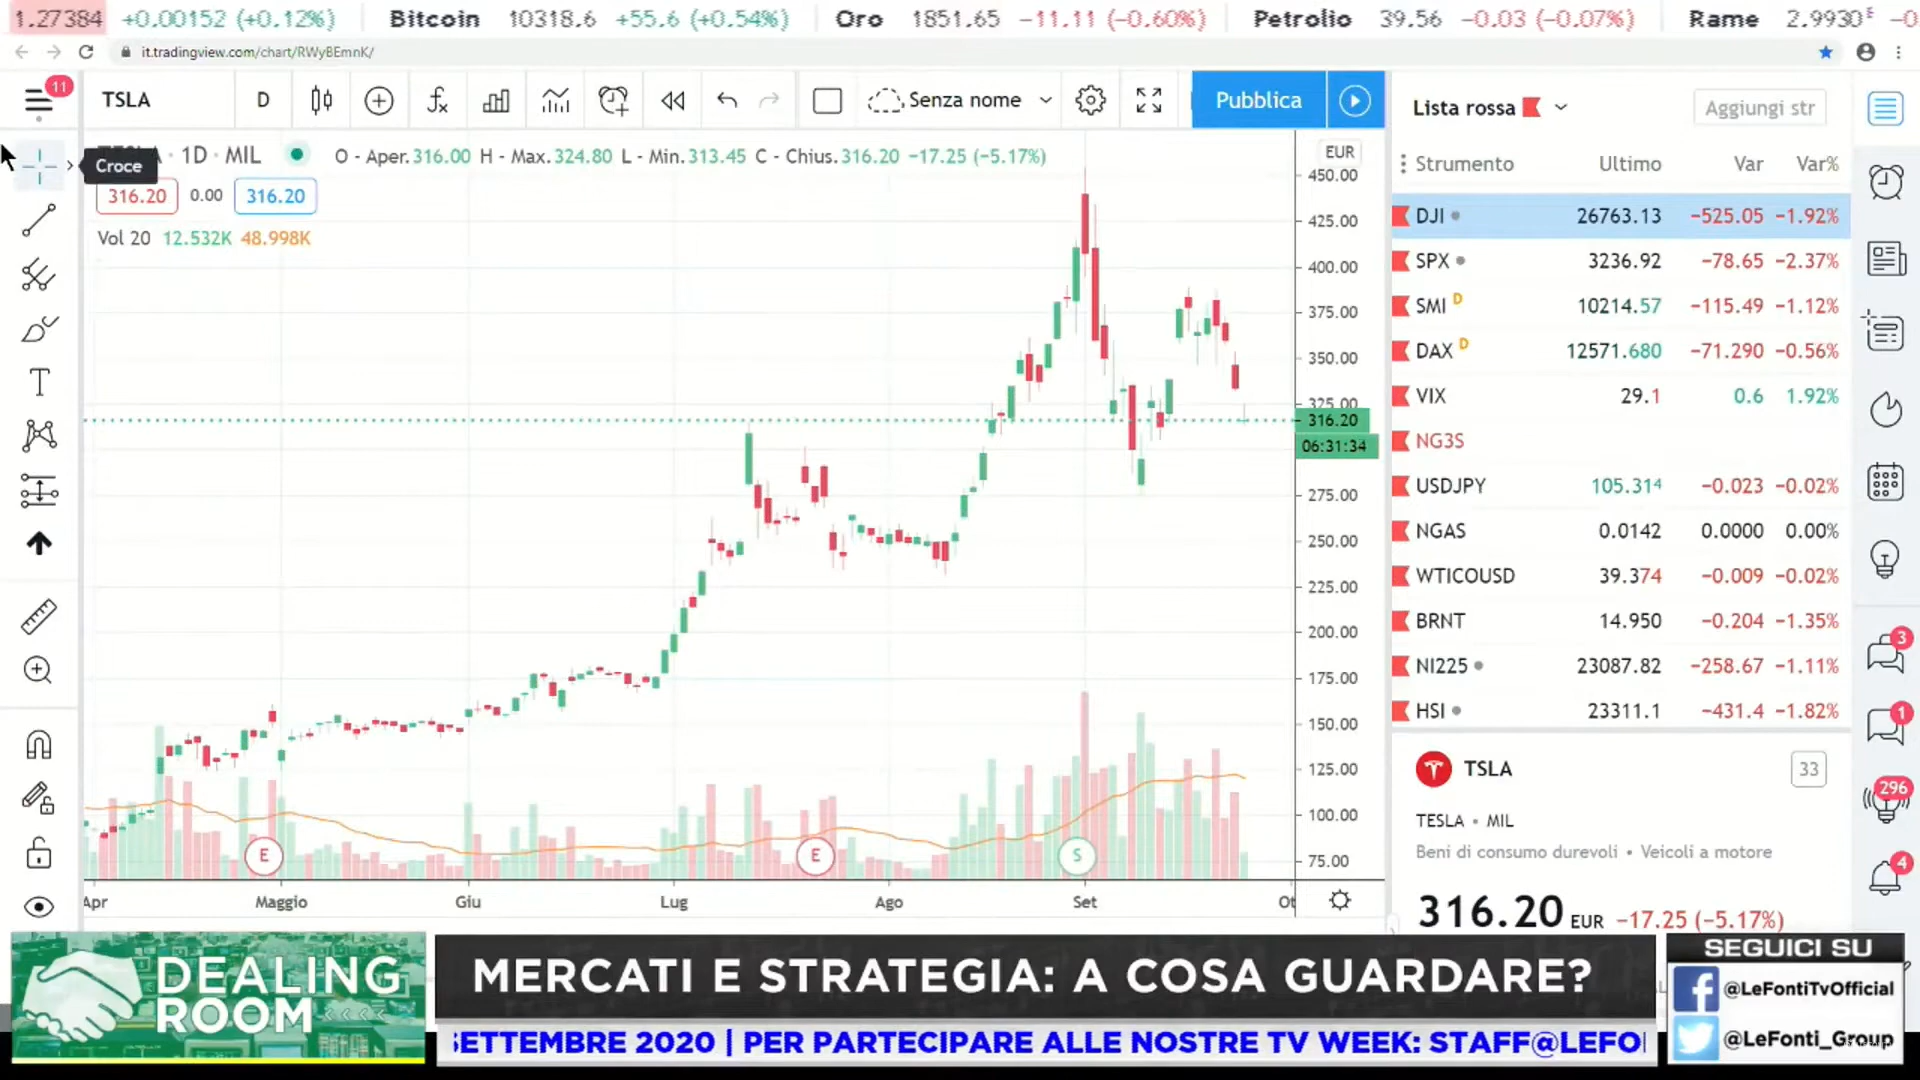 1.27384 +0.00152 (+0.12%) Bitcoin 10318.6 +55.6 (+0.54%) Oro 1851.65 −11.11 (−0.60%) Petrolio 39.56 −0.03 (−0.07%) Rame 2.9930ᴱ −0
it.tradingview.com/chart/RWyBEmnK/
11 TSLA D Senza nome Pubblica
Croce
· 1D · MIL O - Aper.316.00 H - Max.324.80 L - Min.313.45 C - Chius.316.20 −17.25 (−5.17%)
316.20 0.00 316.20
Vol 20 12.532K 48.998K
EUR
450.00
425.00
400.00
375.00
350.00
325.00
316.20
06:31:34
275.00
250.00
225.00
200.00
175.00
150.00
125.00
100.00
75.00
E E S
Apr Maggio Giu Lug Ago Set Ot
Lista rossa Aggiungi str
Strumento Ultimo Var Var%
DJI 26763.13 −525.05 −1.92%
SPX 3236.92 −78.65 −2.37%
SMI D 10214.57 −115.49 −1.12%
DAX D 12571.680 −71.290 −0.56%
VIX 29.1 0.6 1.92%
NG3S
USDJPY 105.314 −0.023 −0.02%
NGAS 0.0142 0.0000 0.00%
WTICOUSD 39.374 −0.009 −0.02%
BRNT 14.950 −0.204 −1.35%
NI225 23087.82 −258.67 −1.11%
HSI 23311.1 −431.4 −1.82%
TSLA 33
TESLA • MIL
Beni di consumo durevoli • Veicoli a motore
316.20 EUR −17.25 (−5.17%)
3
1
296
4
DEALING
ROOM
MERCATI E STRATEGIA: A COSA GUARDARE?
SETTEMBRE 2020 | PER PARTECIPARE ALLE NOSTRE TV WEEK: STAFF@LEFO
SEGUICI SU
@LeFontiTvOfficial
@LeFonti_Group